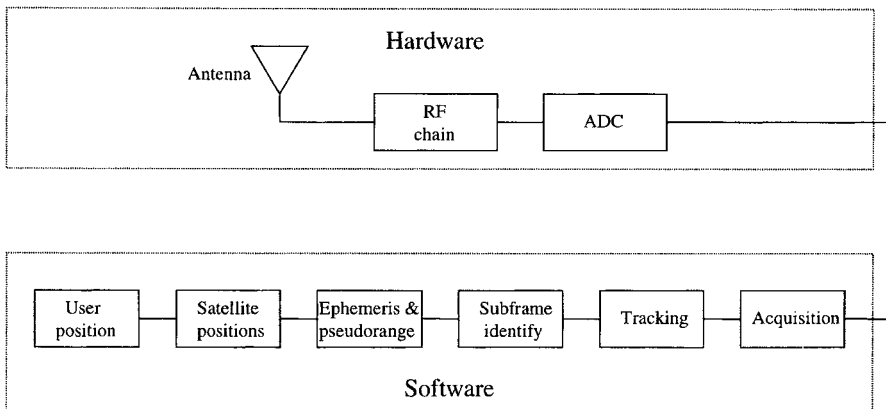 Hardware
Antenna
RF
chain
ADC
User
position
Satellite
positions
Ephemeris &
pseudorange
Subframe
identify
Tracking
Acquisition
Software